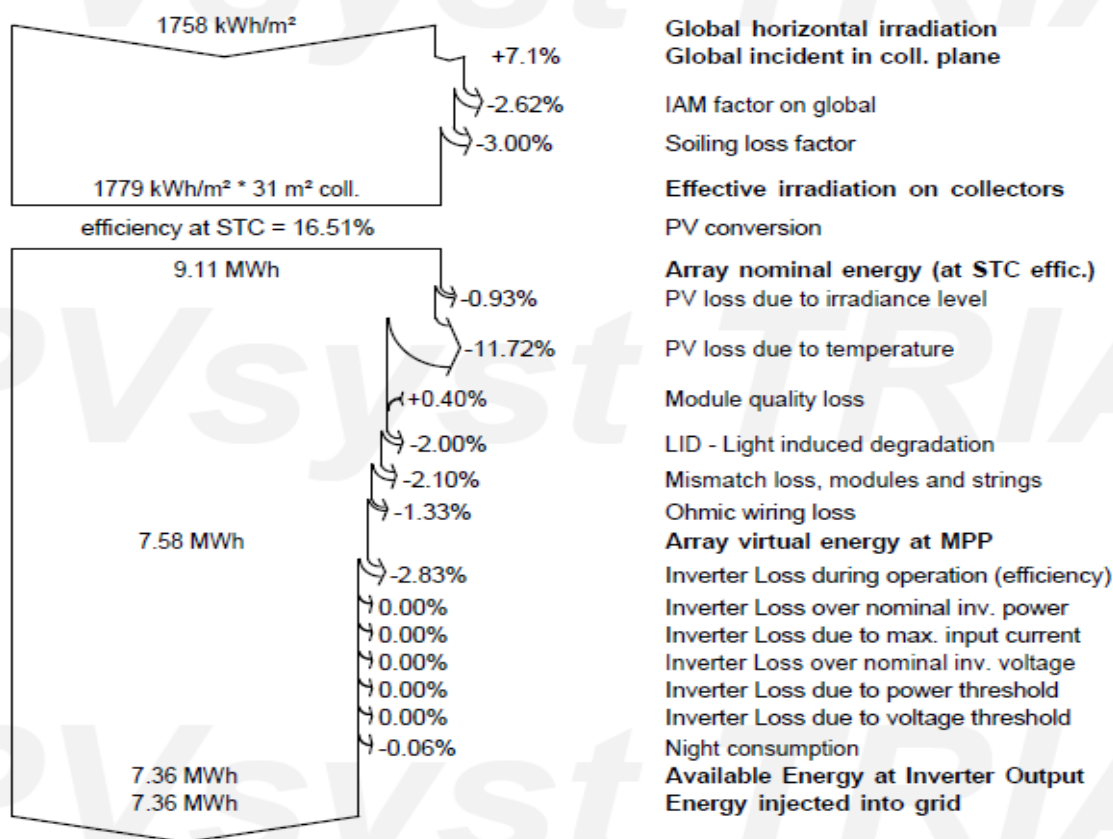 1758 kWh/m² Global horizontal irradiation
+7.1% Global incident in coll. plane
-2.62% IAM factor on global
-3.00% Soiling loss factor
1779 kWh/m² * 31 m² coll. Effective irradiation on collectors
efficiency at STC = 16.51% PV conversion
9.11 MWh Array nominal energy (at STC effic.)
-0.93% PV loss due to irradiance level
-11.72% PV loss due to temperature
+0.40% Module quality loss
-2.00% LID - Light induced degradation
-2.10% Mismatch loss, modules and strings
-1.33% Ohmic wiring loss
7.58 MWh Array virtual energy at MPP
-2.83% Inverter Loss during operation (efficiency)
0.00% Inverter Loss over nominal inv. power
0.00% Inverter Loss due to max. input current
0.00% Inverter Loss over nominal inv. voltage
0.00% Inverter Loss due to power threshold
0.00% Inverter Loss due to voltage threshold
-0.06% Night consumption
7.36 MWh Available Energy at Inverter Output
7.36 MWh Energy injected into grid
PVsyst TRIA
PVsyst TRIA
PVsyst TRIA